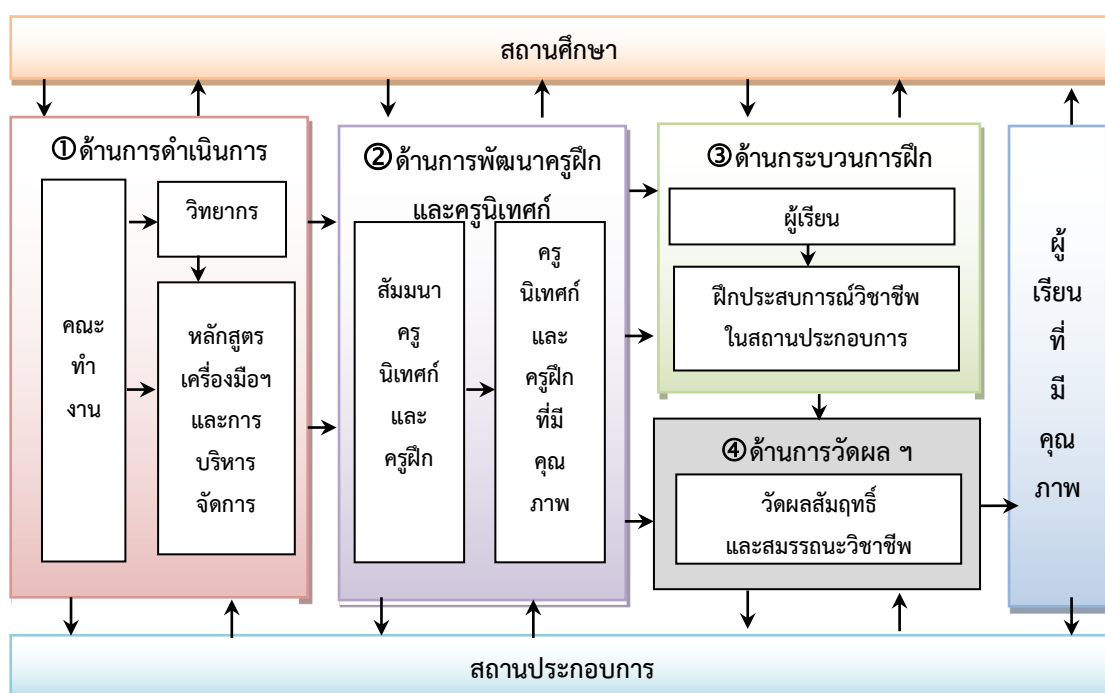 สถานศึกษา
①ด้านการดำเนินการ
คณะ
ทำ
งาน
วิทยากร
หลักสูตร
เครื่องมือฯ
และการ
บริหาร
จัดการ
②ด้านการพัฒนาครูฝึก
และครูนิเทศก์
สัมมนา
ครู
นิเทศก์
และ
ครูฝึก
ครู
นิเทศก์
และ
ครูฝึก
ที่มี
คุณ
ภาพ
③ด้านกระบวนการฝึก
ผู้เรียน
ฝึกประสบการณ์วิชาชีพ
ในสถานประกอบการ
④ด้านการวัดผล ฯ
วัดผลสัมฤทธิ์
และสมรรถนะวิชาชีพ
ผู้
เรียน
ที่
มี
คุณ
ภาพ
สถานประกอบการ